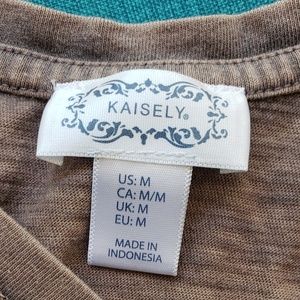 KAISELY®
US: M
CA: M/M
UK: M
EU: M
MADE IN
INDONESIA